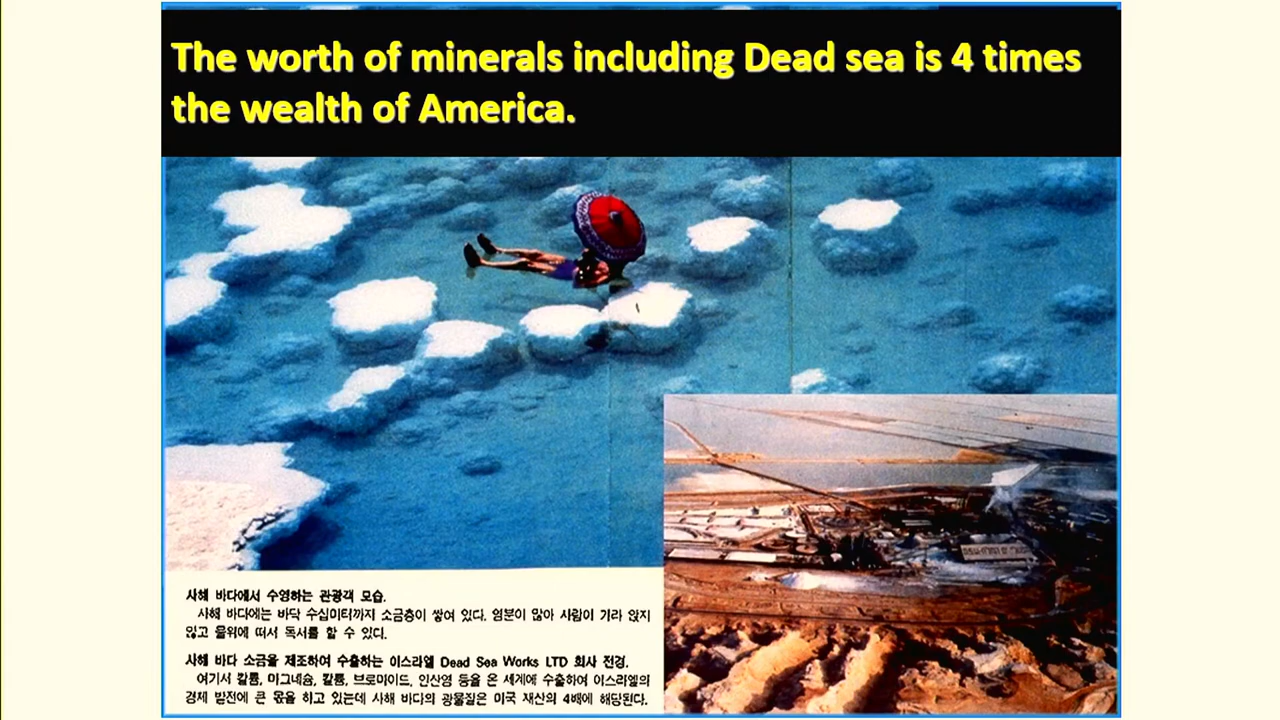 The worth of minerals including Dead sea is 4 times
the wealth of America.
사해 바다에서 수영하는 관광객 모습.
사해 바다에는 바닥 수십미터까지 소금층이 쌓여 있다. 염분이 많아 사람이 가라 앉지
않고 물위에 떠서 독서를 할 수 있다.
사해 바다 소금을 제조하여 수출하는 이스라엘 Dead Sea Works LTD 회사 전경.
여기서 칼륨, 미그네슘, 칼륨, 브로미이드, 인산염 등을 온 세계에 수출하여 이스라엘의
경제 발전에 큰 몫을 하고 있는데 사해 바다의 광물질은 미국 재산의 4배에 해당된다.